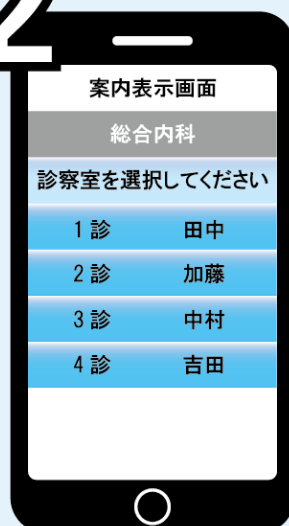 2
案内表示画面
総合内科
診察室を選択してください
1診 田中
2診 加藤
3診 中村
4診 吉田